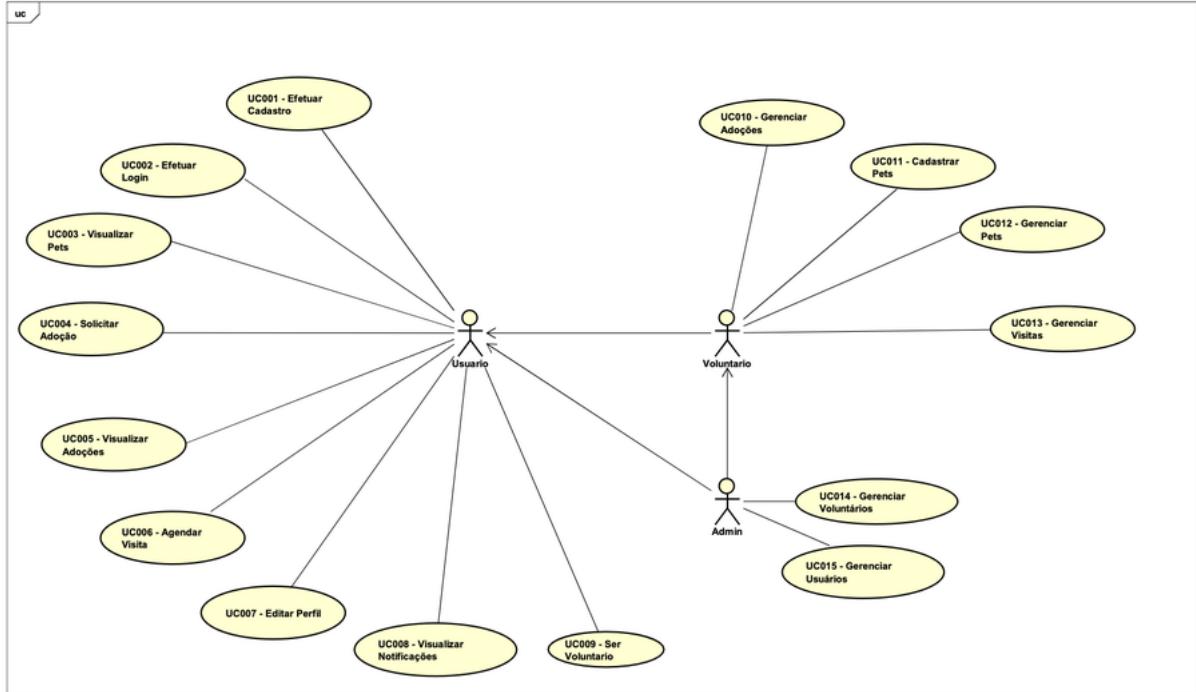 uc
UC001 - Efetuar
Cadastro
UC002 - Efetuar
Login
UC003 - Visualizar
Pets
UC004 - Solicitar
Adoção
UC005 - Visualizar
Adoções
UC006 - Agendar
Visita
UC007 - Editar Perfil
UC008 - Visualizar
Notificações
UC009 - Ser
Voluntario
Usuario
UC010 - Gerenciar
Adoções
UC011 - Cadastrar
Pets
UC012 - Gerenciar
Pets
UC013 - Gerenciar
Visitas
Voluntario
Admin
UC014 - Gerenciar
Voluntários
UC015 - Gerenciar
Usuários